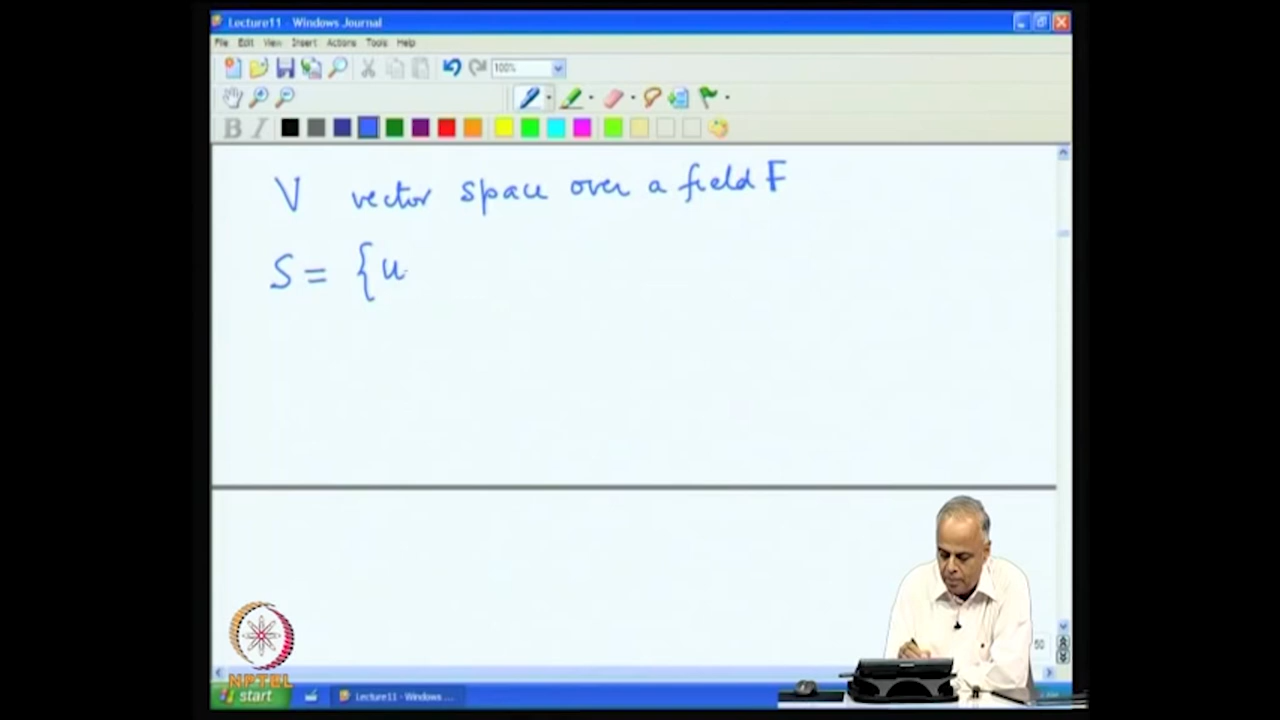 Lecture11 - Windows Journal
File Edit View Insert Actions Tools Help
100%
B I
V vector space over a field F
S = {u
50
NPTEL
start Lecture11 - Windows ...